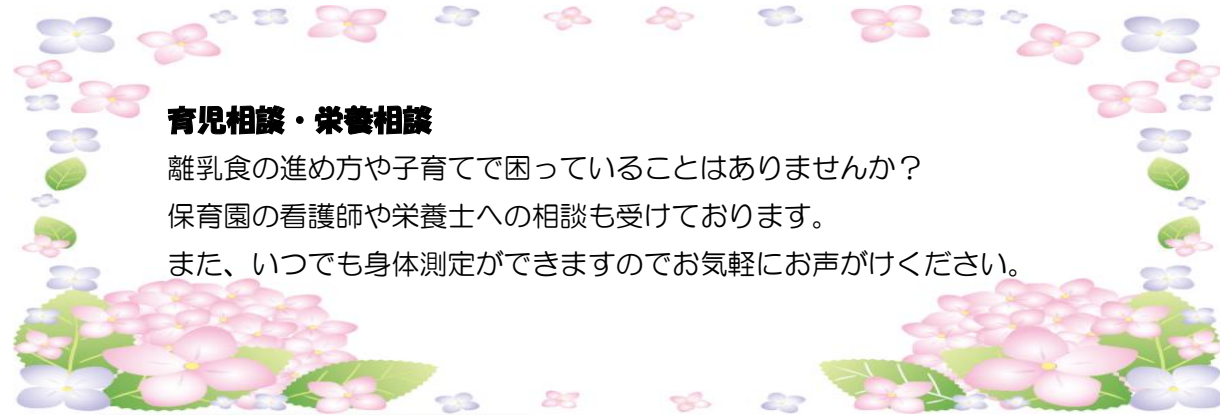 育児相談・栄養相談
離乳食の進め方や子育てで困っていることはありませんか？
保育園の看護師や栄養士への相談も受けております。
また、いつでも身体測定ができますのでお気軽にお声がけください。